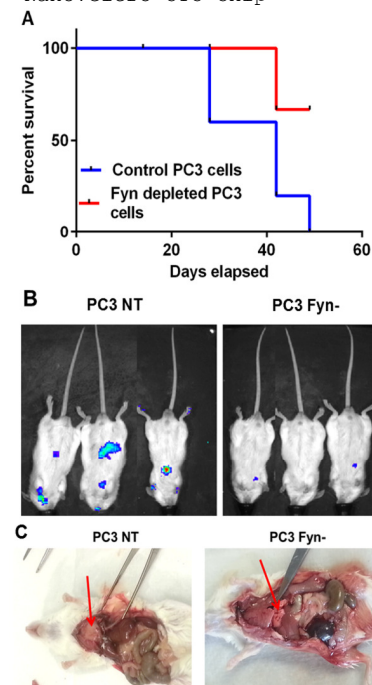 A
Percent survival
100
50
0
Control PC3 cells
Fyn depleted PC3
cells
0
20
40
60
Days elapsed
B
PC3 NT
PC3 Fyn-
C
PC3 NT
PC3 Fyn-